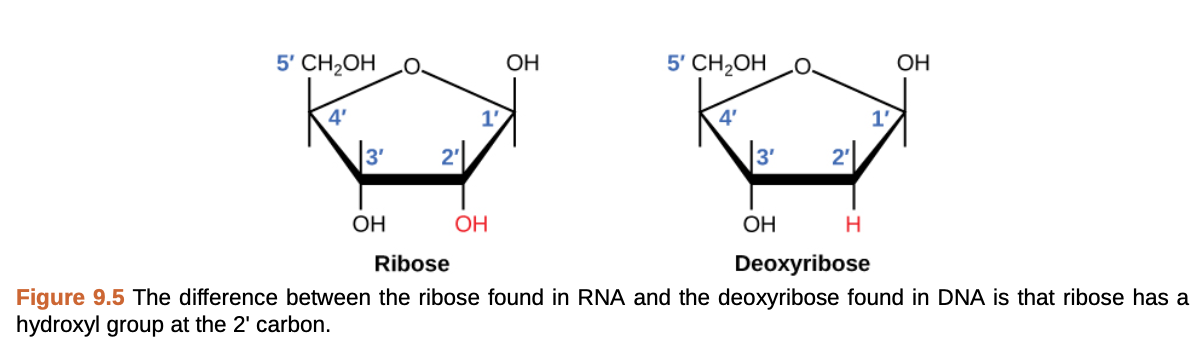 5′ CH₂OH O OH
4′ 1′
3′ 2′
OH OH
Ribose
5′ CH₂OH O OH
4′ 1′
3′ 2′
OH H
Deoxyribose
Figure 9.5 The difference between the ribose found in RNA and the deoxyribose found in DNA is that ribose has a
hydroxyl group at the 2' carbon.